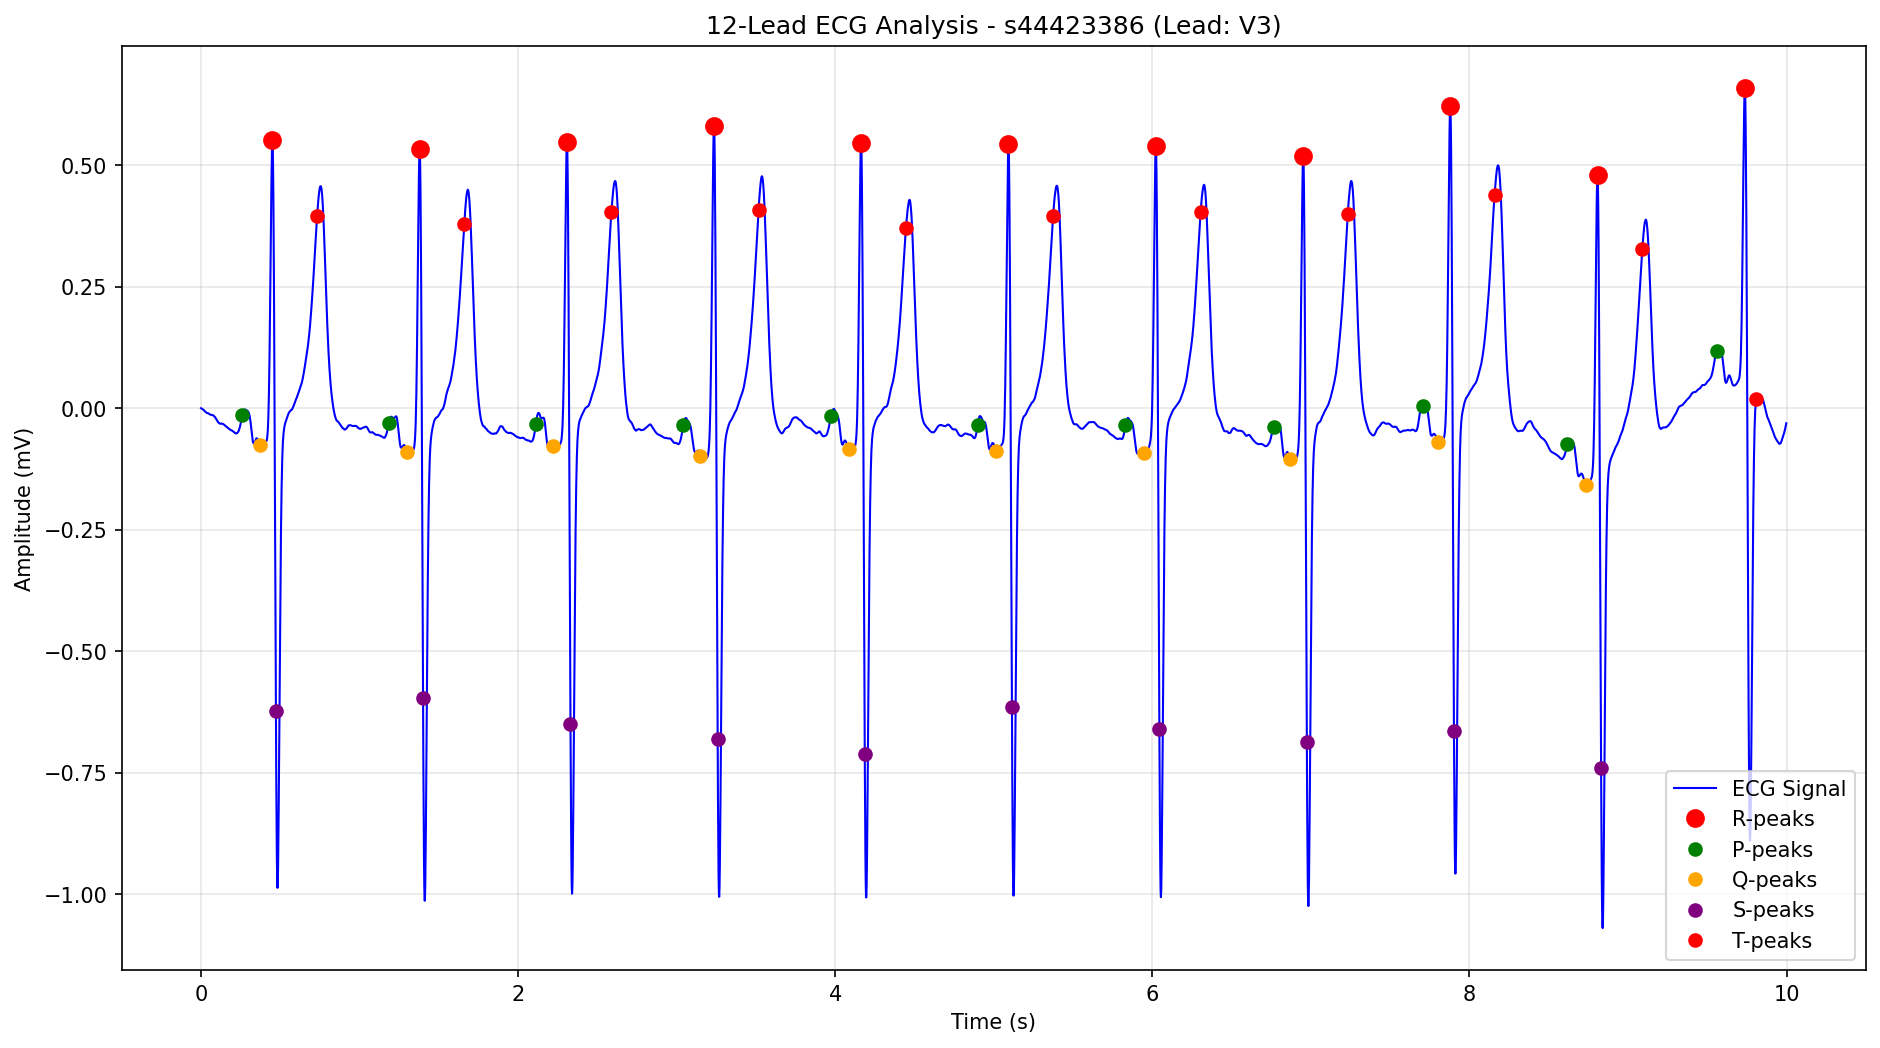 12-Lead ECG Analysis - s44423386 (Lead: V3)
0.50
0.25
0.00
−0.25
−0.50
−0.75
−1.00
Amplitude (mV)
0 2 4 6 8 10
Time (s)
ECG Signal
R-peaks
P-peaks
Q-peaks
S-peaks
T-peaks